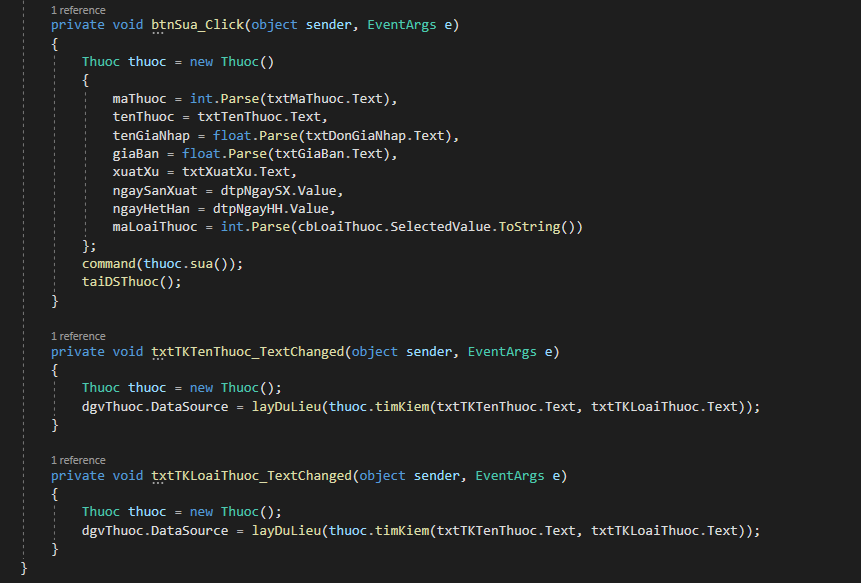 1 reference
private void btnSua_Click(object sender, EventArgs e)
{
Thuoc thuoc = new Thuoc()
{
maThuoc = int.Parse(txtMaThuoc.Text),
tenThuoc = txtTenThuoc.Text,
tenGiaNhap = float.Parse(txtDonGiaNhap.Text),
giaBan = float.Parse(txtGiaBan.Text),
xuatXu = txtXuatXu.Text,
ngaySanXuat = dtpNgaySX.Value,
ngayHetHan = dtpNgayHH.Value,
maLoaiThuoc = int.Parse(cbLoaiThuoc.SelectedValue.ToString())
};
command(thuoc.sua());
taiDSThuoc();
}
1 reference
private void txtTKTenThuoc_TextChanged(object sender, EventArgs e)
{
Thuoc thuoc = new Thuoc();
dgvThuoc.DataSource = layDuLieu(thuoc.timKiem(txtTKTenThuoc.Text, txtTKLoaiThuoc.Text));
}
1 reference
private void txtTKLoaiThuoc_TextChanged(object sender, EventArgs e)
{
Thuoc thuoc = new Thuoc();
dgvThuoc.DataSource = layDuLieu(thuoc.timKiem(txtTKTenThuoc.Text, txtTKLoaiThuoc.Text));
}
}